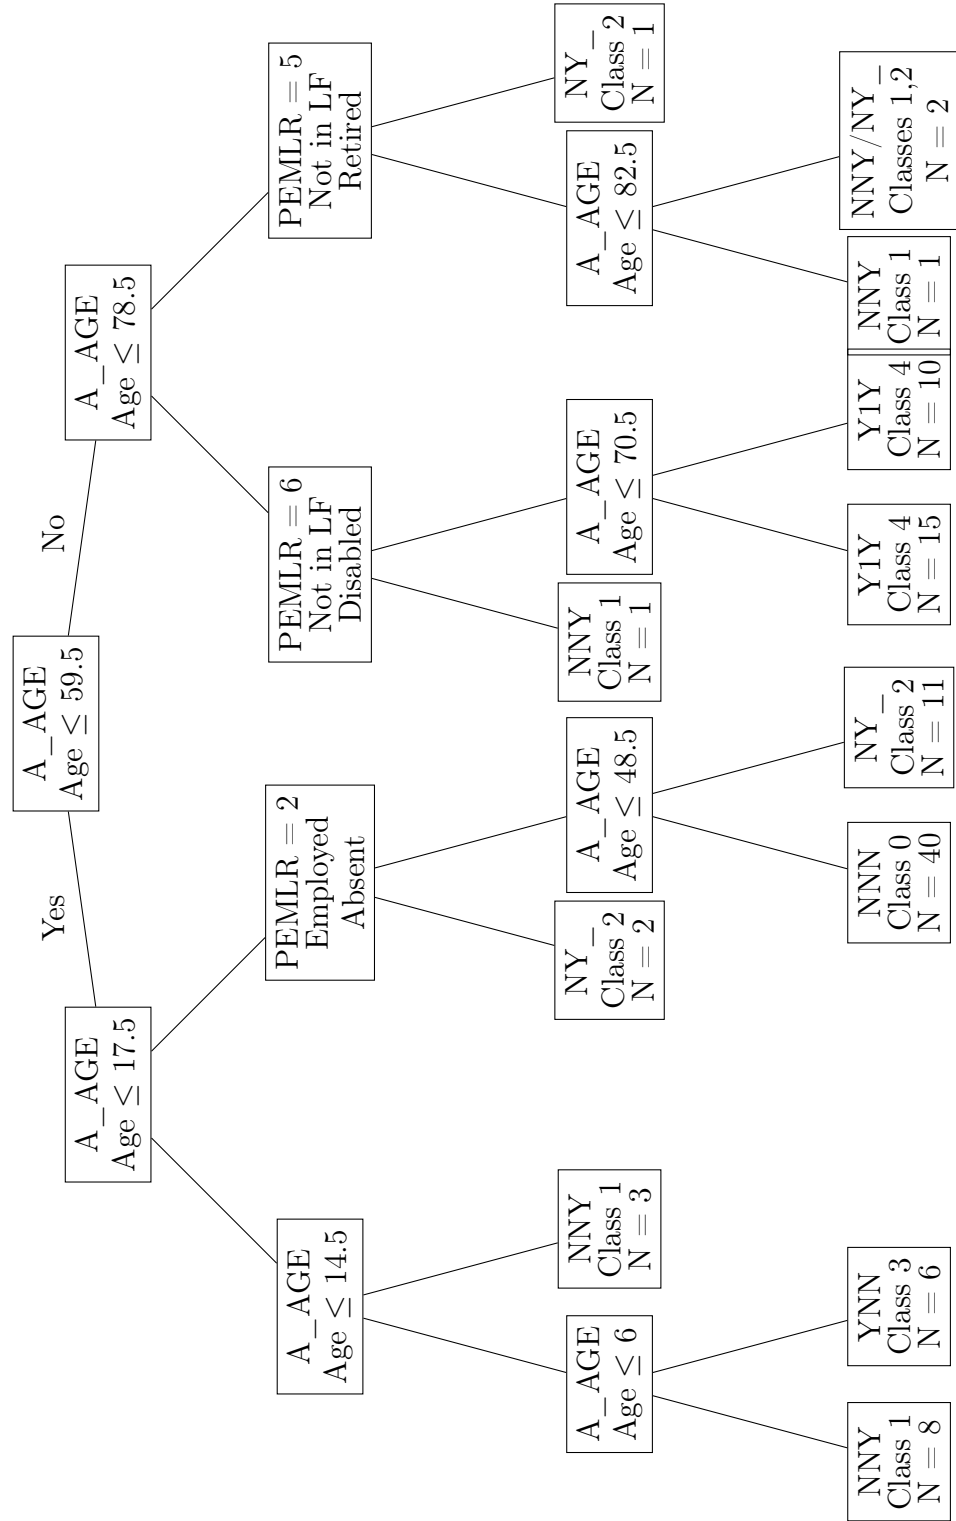 A_AGE
Age ≤ 59.5
Yes
No
A_AGE
Age ≤ 17.5
A_AGE
Age ≤ 78.5
A_AGE
Age ≤ 14.5
PEMLR = 2
Employed
Absent
PEMLR = 6
Not in LF
Disabled
PEMLR = 5
Not in LF
Retired
A_AGE
Age ≤ 6
NNY
Class 1
N = 3
NY_
Class 2
N = 2
A_AGE
Age ≤ 48.5
NNY
Class 1
N = 1
A_AGE
Age ≤ 70.5
A_AGE
Age ≤ 82.5
NY_
Class 2
N = 1
NNY
Class 1
N = 8
YNN
Class 3
N = 6
NNN
Class 0
N = 40
NY_
Class 2
N = 11
Y1Y
Class 4
N = 15
Y1Y
Class 4
N = 10
NNY
Class 1
N = 1
NNY/NY_
Classes 1,2
N = 2